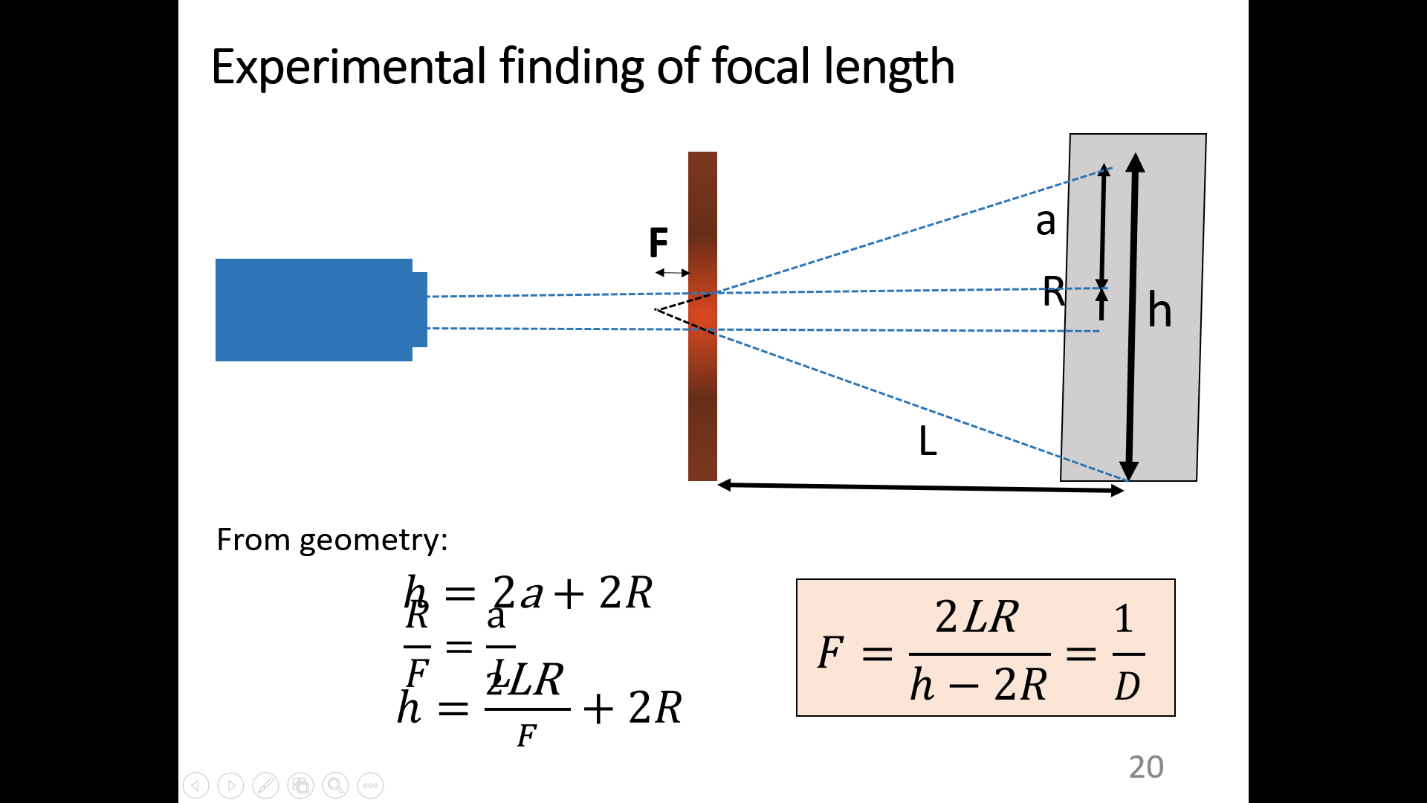 Experimental finding of focal length
F
a
R
h
L
From geometry:
h = 2a + 2R
R/F = a/L
h = 2LR/F + 2R
F = 2LR/(h − 2R) = 1/D
20